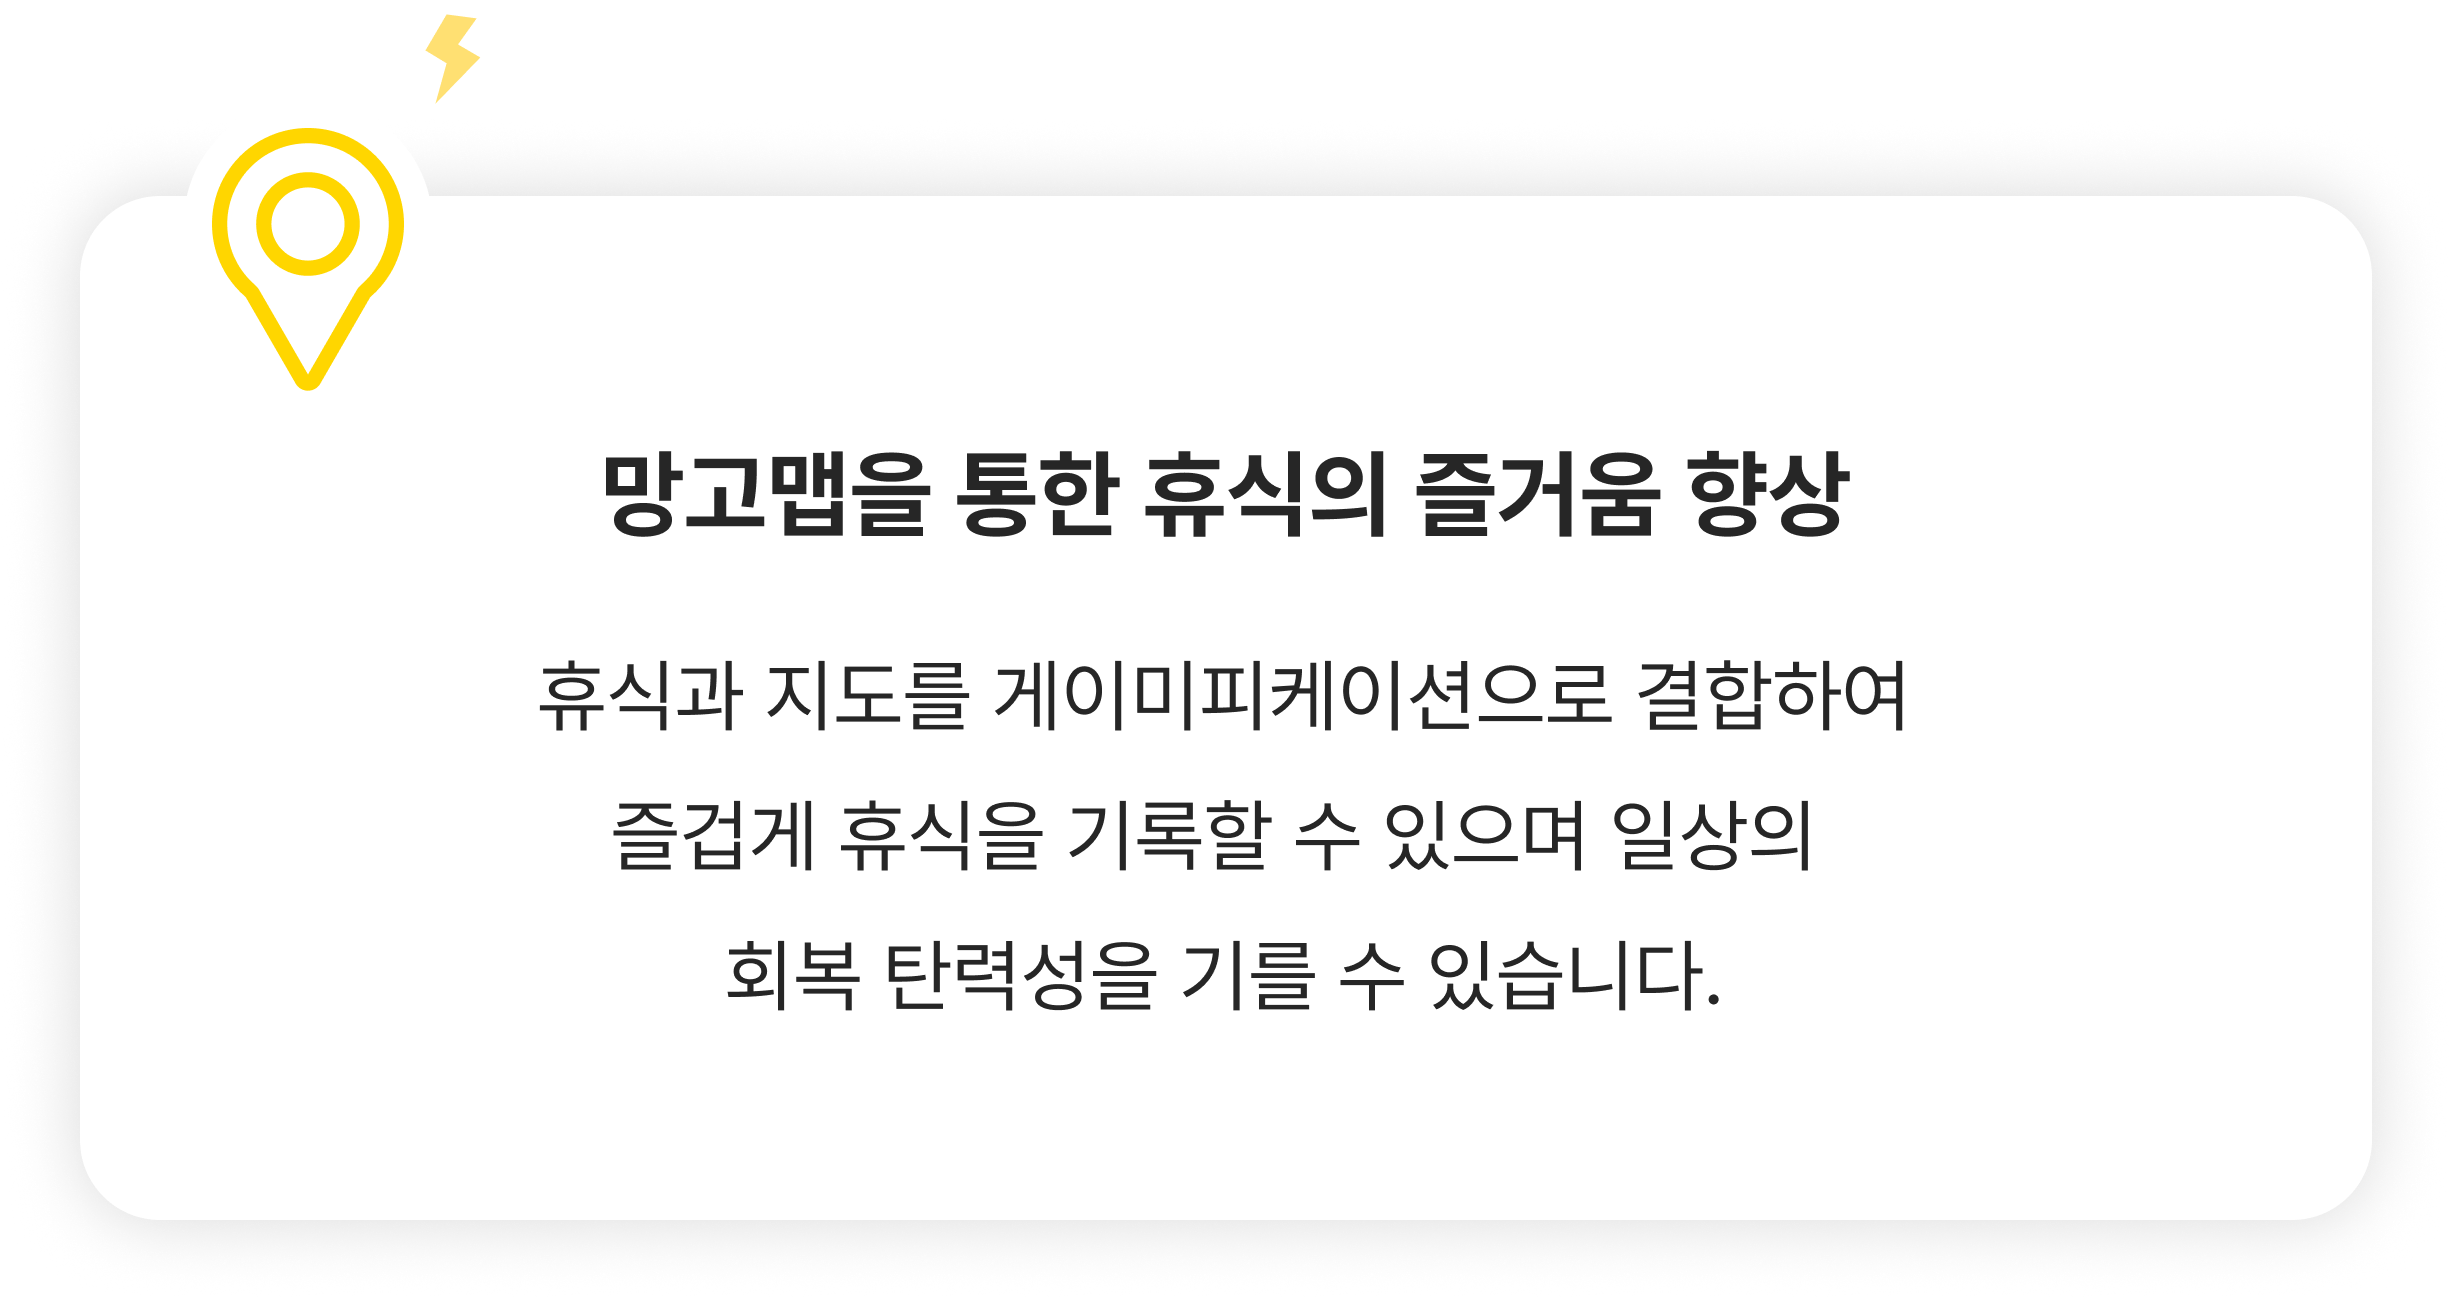 망고맵을 통한 휴식의 즐거움 향상
휴식과 지도를 게이미피케이션으로 결합하여
즐겁게 휴식을 기록할 수 있으며 일상의
회복 탄력성을 기를 수 있습니다.